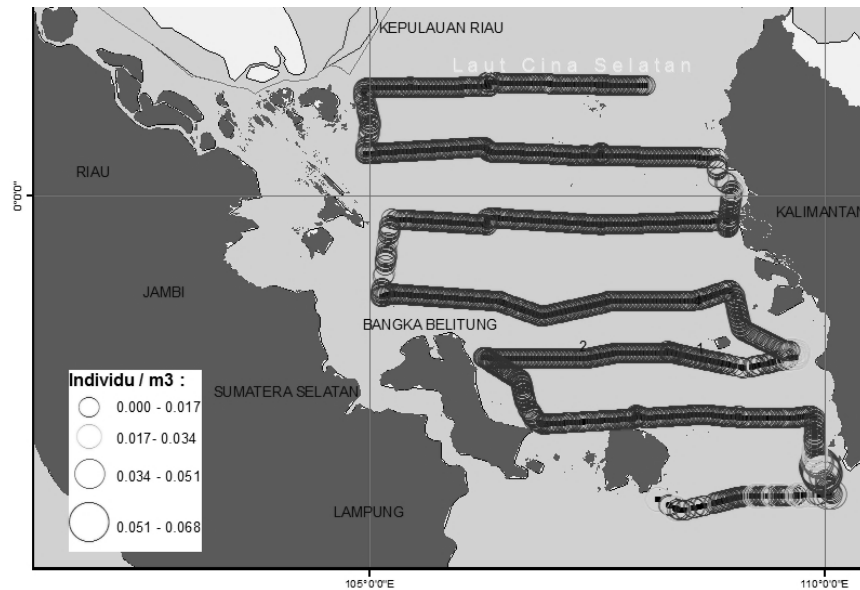 KEPULAUAN RIAU
Laut Cina Selatan
RIAU
0°0'0"
KALIMANTAN
JAMBI
BANGKA BELITUNG
2
1
Individu / m3 :
0.000 - 0.017
0.017- 0.034
0.034 - 0.051
0.051 - 0.068
SUMATERA SELATAN
LAMPUNG
105°0'0"E
110°0'0"E